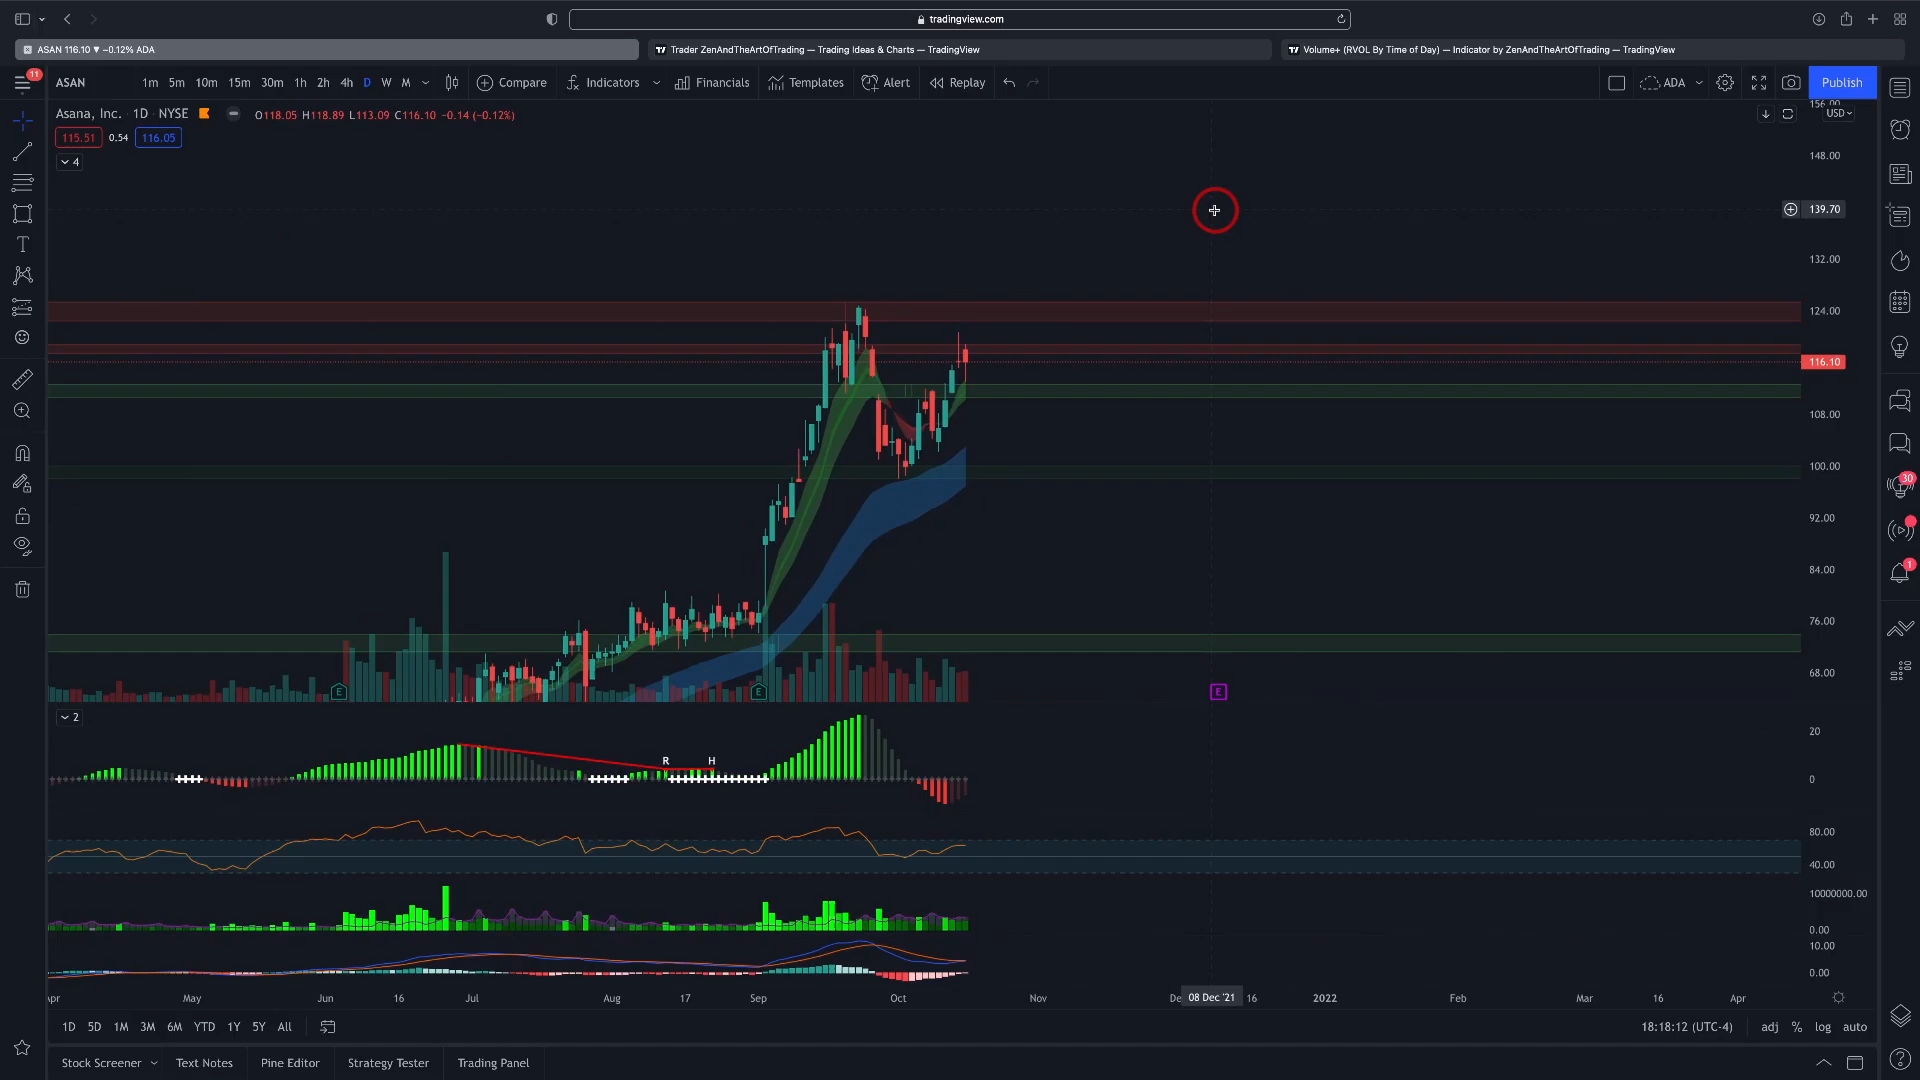 tradingview.com
ASAN 116.10 ▼ −0.12% ADA
Trader ZenAndTheArtOfTrading — Trading Ideas & Charts — TradingView
Volume+ (RVOL By Time of Day) — Indicator by ZenAndTheArtOfTrading — TradingView
11
ASAN 1m 5m 10m 15m 30m 1h 2h 4h D W M Compare Indicators Financials Templates Alert Replay ADA Publish
Asana, Inc. 1D NYSE O118.05 H118.89 L113.09 C116.10 −0.14 (−0.12%)
115.51 0.54 116.05
4
USD
156.00
148.00
139.70
132.00
124.00
116.10
108.00
100.00
92.00
84.00
76.00
68.00
30
1
E E E
2
R H
20
0
80.00
40.00
10000000.00
0.00
10.00
0.00
Apr May Jun 16 Jul Aug 17 Sep Oct Nov De 08 Dec '21 16 2022 Feb Mar 16 Apr
1D 5D 1M 3M 6M YTD 1Y 5Y All 18:18:12 (UTC-4) adj % log auto
Stock Screener Text Notes Pine Editor Strategy Tester Trading Panel